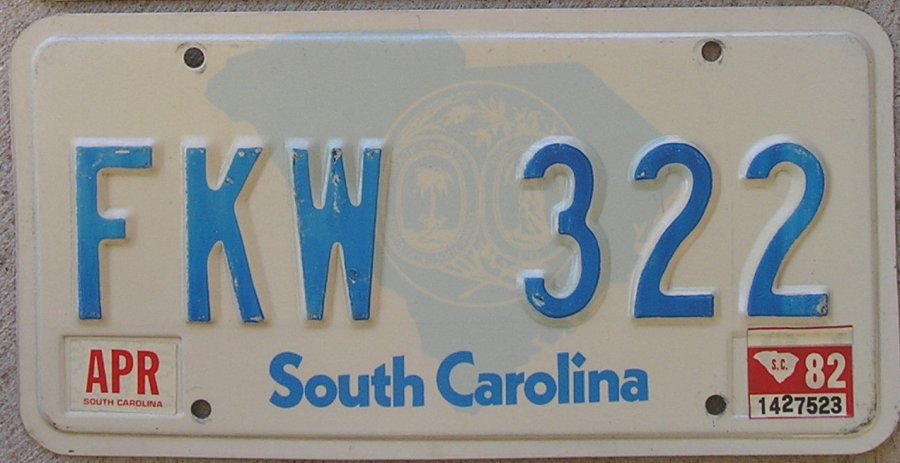 FKW 322
APR
SOUTH CAROLINA
South Carolina
S.C. 82
1427523